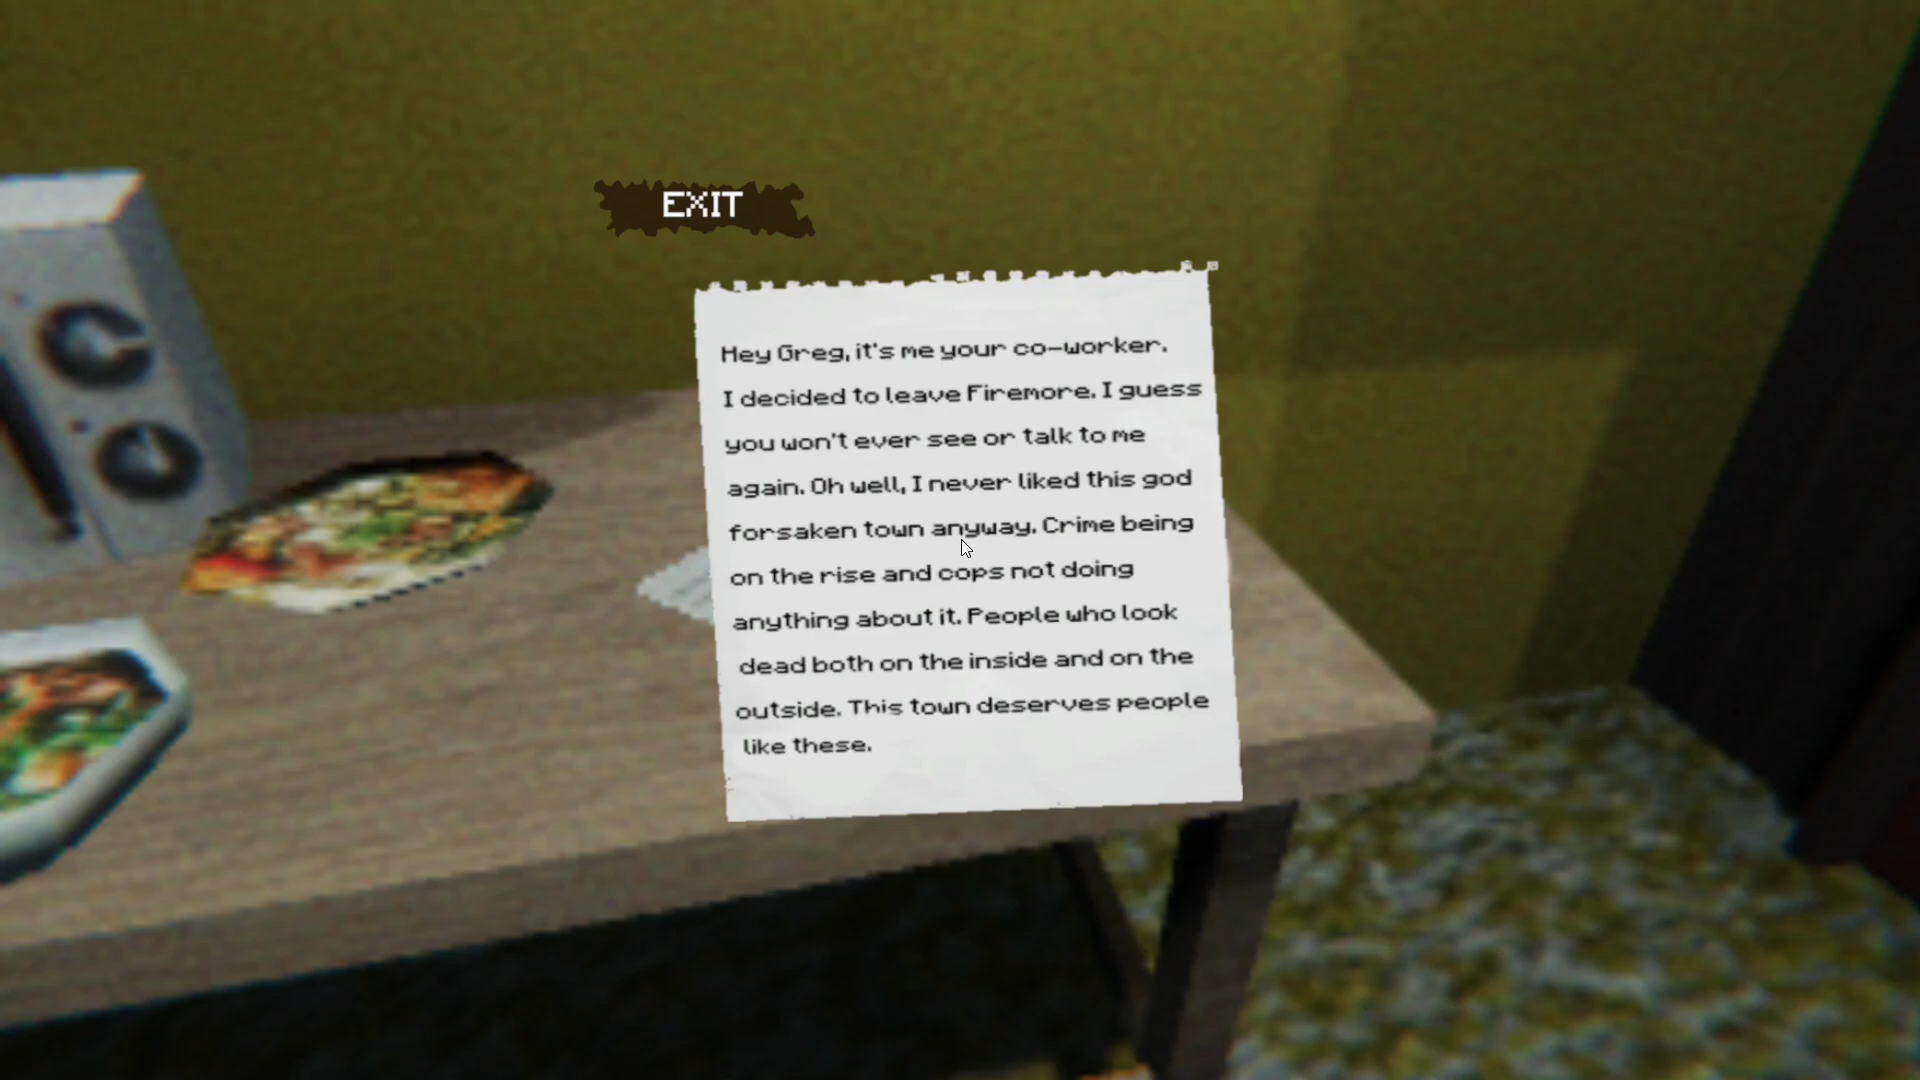 EXIT
Hey Greg, it's me your co-worker.
I decided to leave Firemore. I guess
you won't ever see or talk to me
again. Oh well, I never liked this god
forsaken town anyway. Crime being
on the rise and cops not doing
anything about it. People who look
dead both on the inside and on the
outside. This town deserves people
like these.